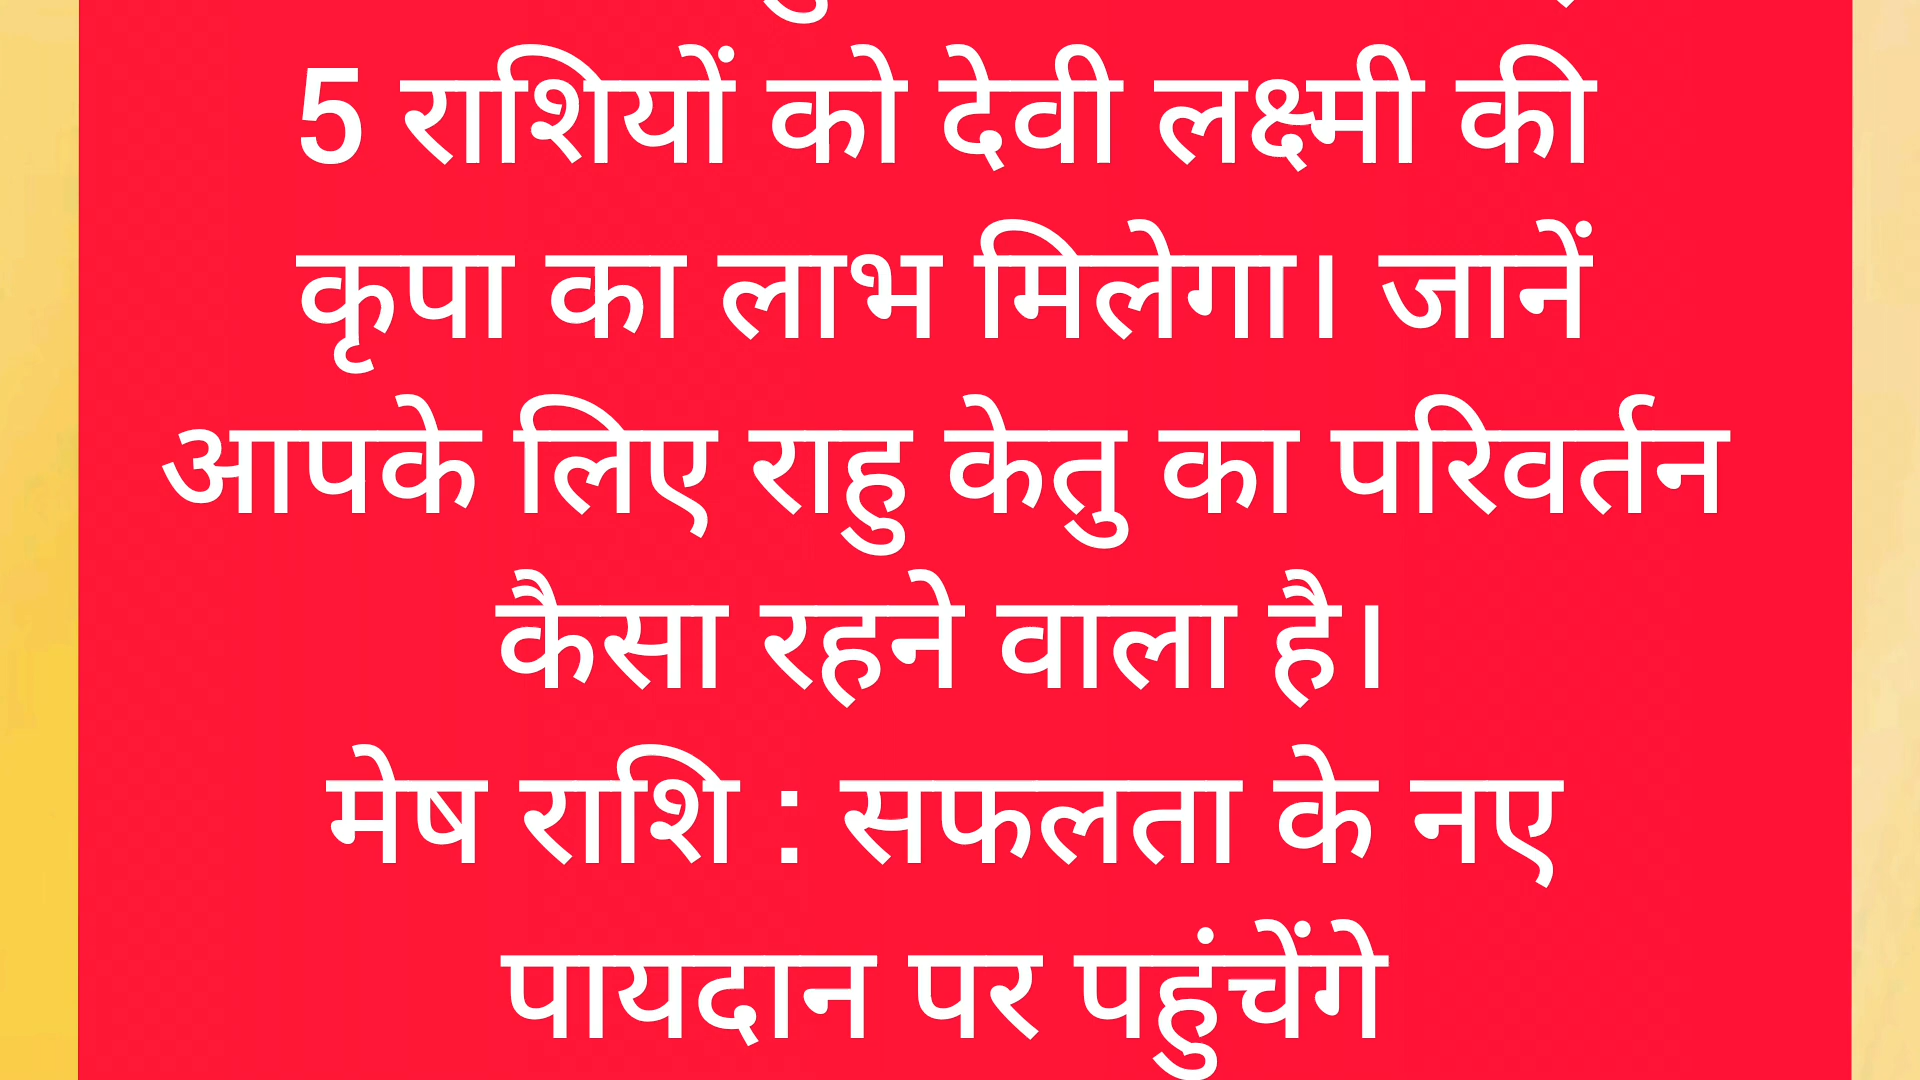 5 राशियों को देवी लक्ष्मी की
कृपा का लाभ मिलेगा। जानें
आपके लिए राहु केतु का परिवर्तन
कैसा रहने वाला है।
मेष राशि : सफलता के नए
पायदान पर पहुंचेंगे